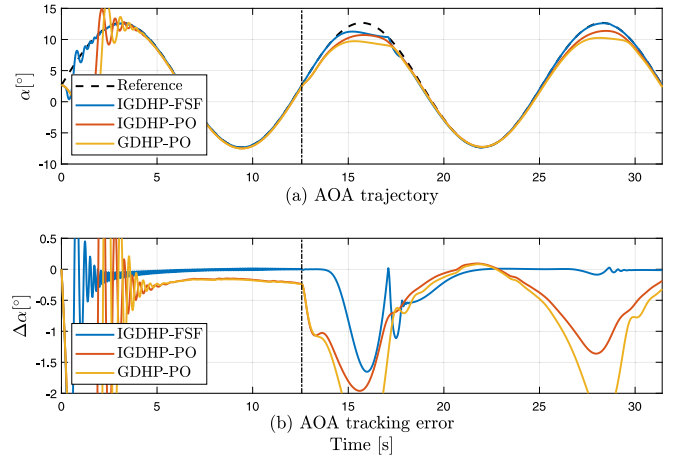 15
10
5
0
-5
-10
α[°]
Reference
IGDHP-FSF
IGDHP-PO
GDHP-PO
0 5 10 15 20 25 30
(a) AOA trajectory
0.5
0
-0.5
-1
-1.5
-2
Δα[°]
IGDHP-FSF
IGDHP-PO
GDHP-PO
0 5 10 15 20 25 30
(b) AOA tracking error
Time [s]